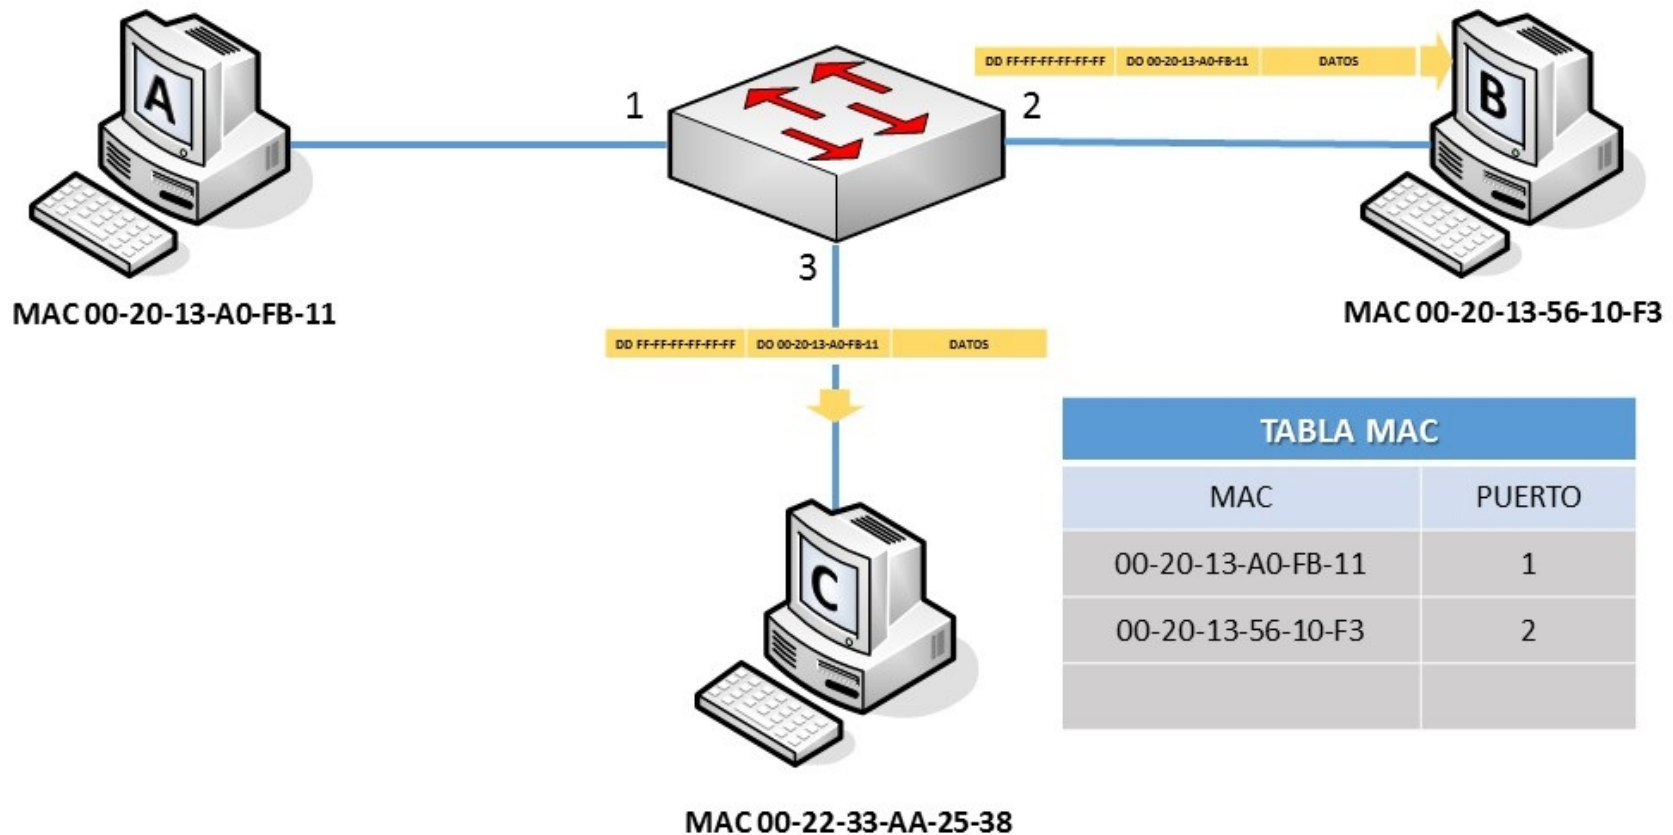 A
1
2
DD FF-FF-FF-FF-FF-FF DO 00-20-13-A0-FB-11 DATOS
B
3
MAC 00-20-13-A0-FB-11
MAC 00-20-13-56-10-F3
DD FF-FF-FF-FF-FF-FF DO 00-20-13-A0-FB-11 DATOS
TABLA MAC
MAC PUERTO
00-20-13-A0-FB-11 1
00-20-13-56-10-F3 2
C
MAC 00-22-33-AA-25-38